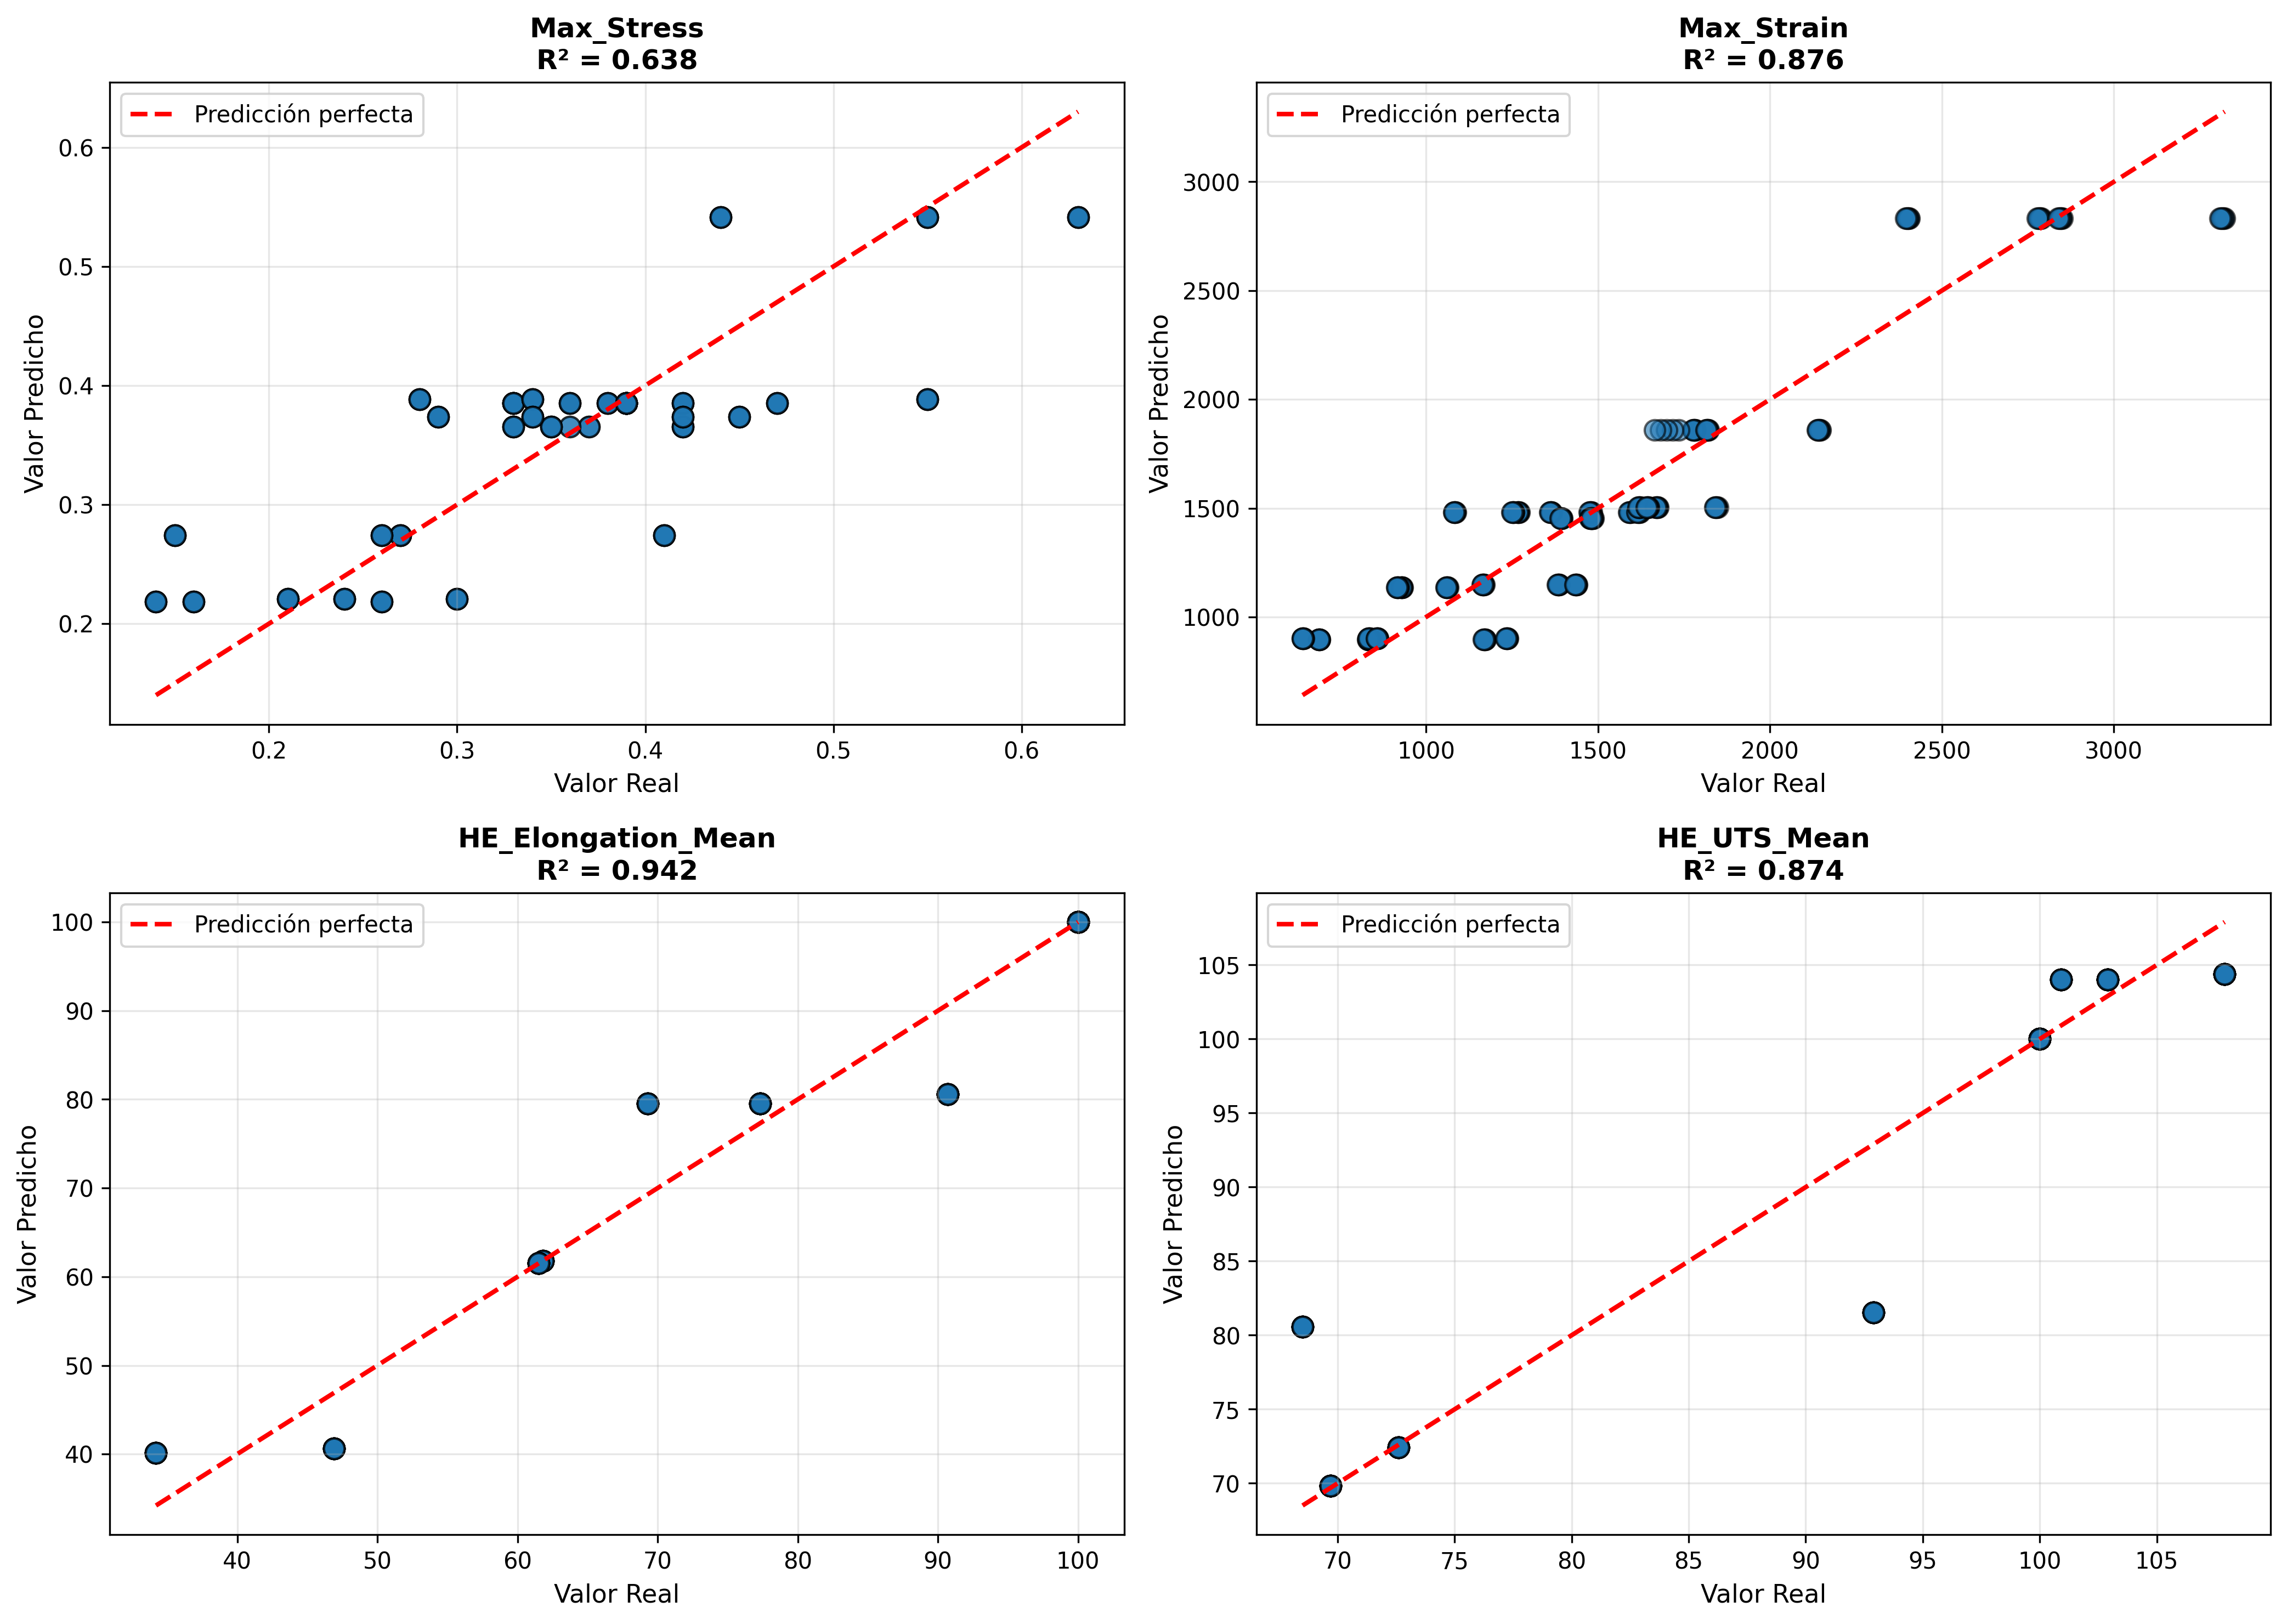 Max_Stress
R² = 0.638
Predicción perfecta
0.6
0.5
0.4
0.3
0.2
Valor Predicho
0.2 0.3 0.4 0.5 0.6
Valor Real
Max_Strain
R² = 0.876
Predicción perfecta
3000
2500
2000
1500
1000
Valor Predicho
1000 1500 2000 2500 3000
Valor Real
HE_Elongation_Mean
R² = 0.942
Predicción perfecta
100
90
80
70
60
50
40
Valor Predicho
40 50 60 70 80 90 100
Valor Real
HE_UTS_Mean
R² = 0.874
Predicción perfecta
105
100
95
90
85
80
75
70
Valor Predicho
70 75 80 85 90 95 100 105
Valor Real